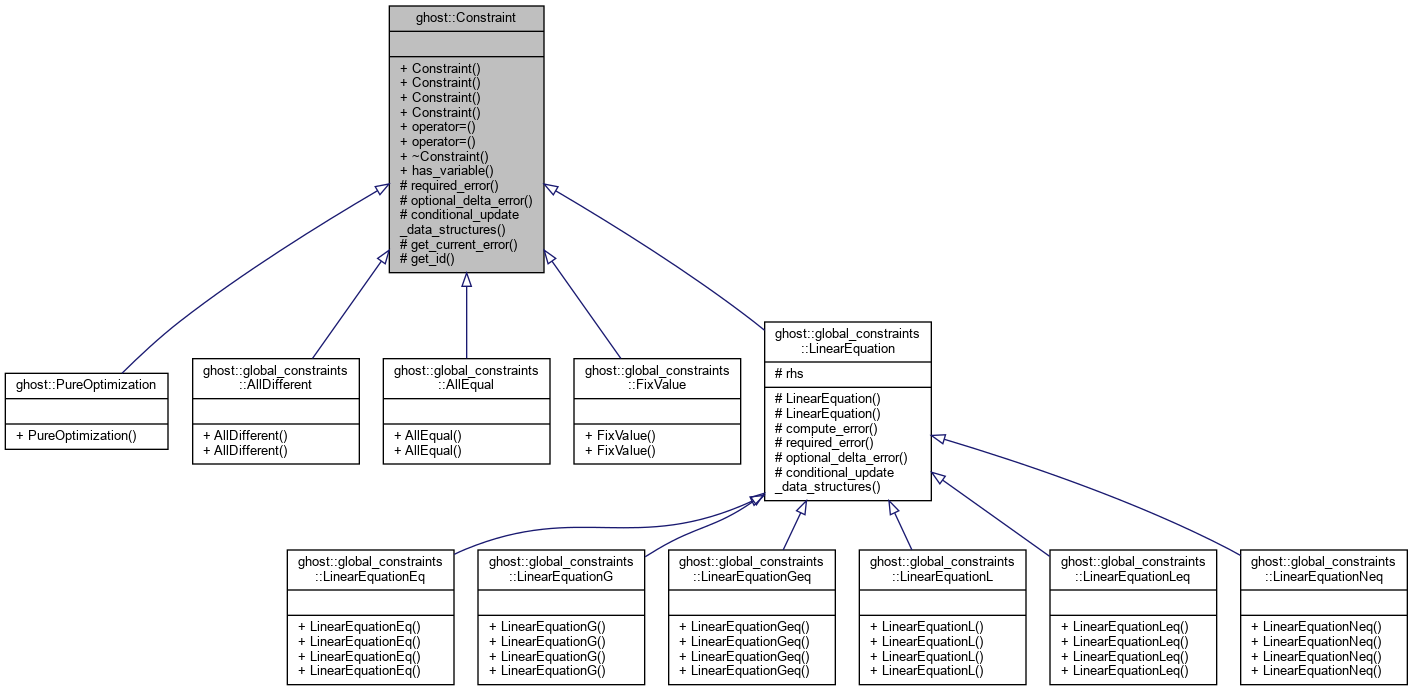 ghost::Constraint
+ Constraint()
+ Constraint()
+ Constraint()
+ Constraint()
+ operator=()
+ operator=()
+ ~Constraint()
+ has_variable()
# required_error()
# optional_delta_error()
# conditional_update
_data_structures()
# get_current_error()
# get_id()
ghost::PureOptimization
+ PureOptimization()
ghost::global_constraints
::AllDifferent
+ AllDifferent()
+ AllDifferent()
ghost::global_constraints
::AllEqual
+ AllEqual()
+ AllEqual()
ghost::global_constraints
::FixValue
+ FixValue()
+ FixValue()
ghost::global_constraints
::LinearEquation
# rhs
# LinearEquation()
# LinearEquation()
# compute_error()
# required_error()
# optional_delta_error()
# conditional_update
_data_structures()
ghost::global_constraints
::LinearEquationEq
+ LinearEquationEq()
+ LinearEquationEq()
+ LinearEquationEq()
+ LinearEquationEq()
ghost::global_constraints
::LinearEquationG
+ LinearEquationG()
+ LinearEquationG()
+ LinearEquationG()
+ LinearEquationG()
ghost::global_constraints
::LinearEquationGeq
+ LinearEquationGeq()
+ LinearEquationGeq()
+ LinearEquationGeq()
+ LinearEquationGeq()
ghost::global_constraints
::LinearEquationL
+ LinearEquationL()
+ LinearEquationL()
+ LinearEquationL()
+ LinearEquationL()
ghost::global_constraints
::LinearEquationLeq
+ LinearEquationLeq()
+ LinearEquationLeq()
+ LinearEquationLeq()
+ LinearEquationLeq()
ghost::global_constraints
::LinearEquationNeq
+ LinearEquationNeq()
+ LinearEquationNeq()
+ LinearEquationNeq()
+ LinearEquationNeq()